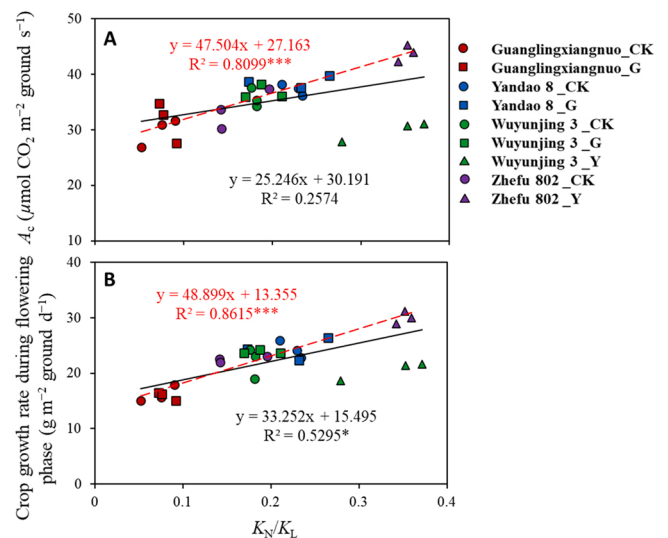 A
y = 47.504x + 27.163
R² = 0.8099***
y = 25.246x + 30.191
R² = 0.2574
50
40
30
20
10
A_c (μmol CO₂ m⁻² ground s⁻¹)
Guanglingxiangnuo_CK
Guanglingxiangnuo_G
Yandao 8 _CK
Yandao 8 _G
Wuyunjing 3 _CK
Wuyunjing 3 _G
Wuyunjing 3 _Y
Zhefu 802 _CK
Zhefu 802 _Y
B
y = 48.899x + 13.355
R² = 0.8615***
y = 33.252x + 15.495
R² = 0.5295*
40
30
20
10
0
Crop growth rate during flowering
phase (g m⁻² ground d⁻¹)
0 0.1 0.2 0.3 0.4
K_N/K_L